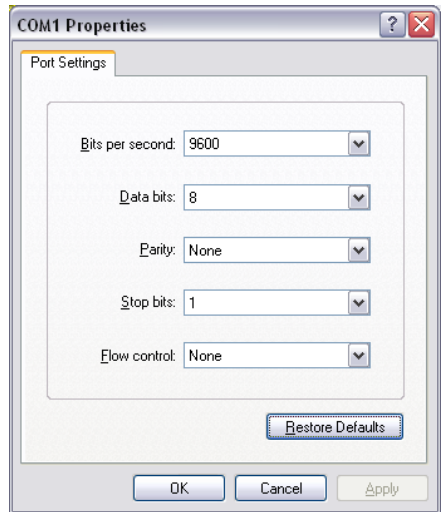 COM1 Properties
Port Settings
Bits per second: 9600
Data bits: 8
Parity: None
Stop bits: 1
Flow control: None
Restore Defaults
OK Cancel Apply